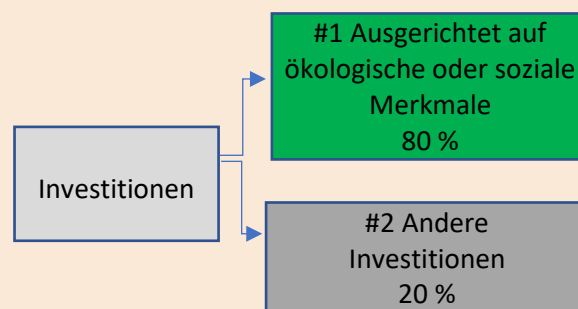 #1 Ausgerichtet auf
ökologische oder soziale
Merkmale
80 %
Investitionen
#2 Andere
Investitionen
20 %